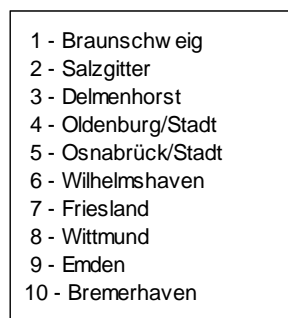 1 - Braunschweig
2 - Salzgitter
3 - Delmenhorst
4 - Oldenburg/Stadt
5 - Osnabrück/Stadt
6 - Wilhelmshaven
7 - Friesland
8 - Wittmund
9 - Emden
10 - Bremerhaven